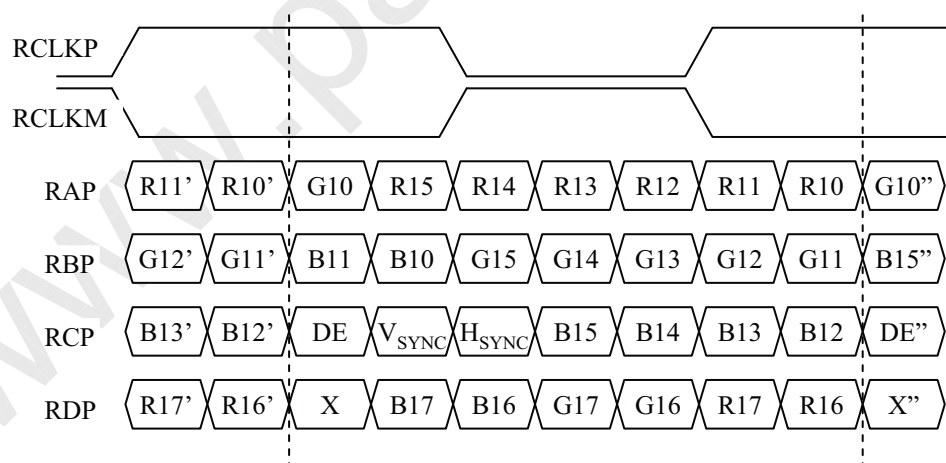 RCLKP
RCLKM
RAP R11’ R10’ G10 R15 R14 R13 R12 R11 R10 G10”
RBP G12’ G11’ B11 B10 G15 G14 G13 G12 G11 B15”
RCP B13’ B12’ DE VSYNC HSYNC B15 B14 B13 B12 DE”
RDP R17’ R16’ X B17 B16 G17 G16 R17 R16 X”
www.pa